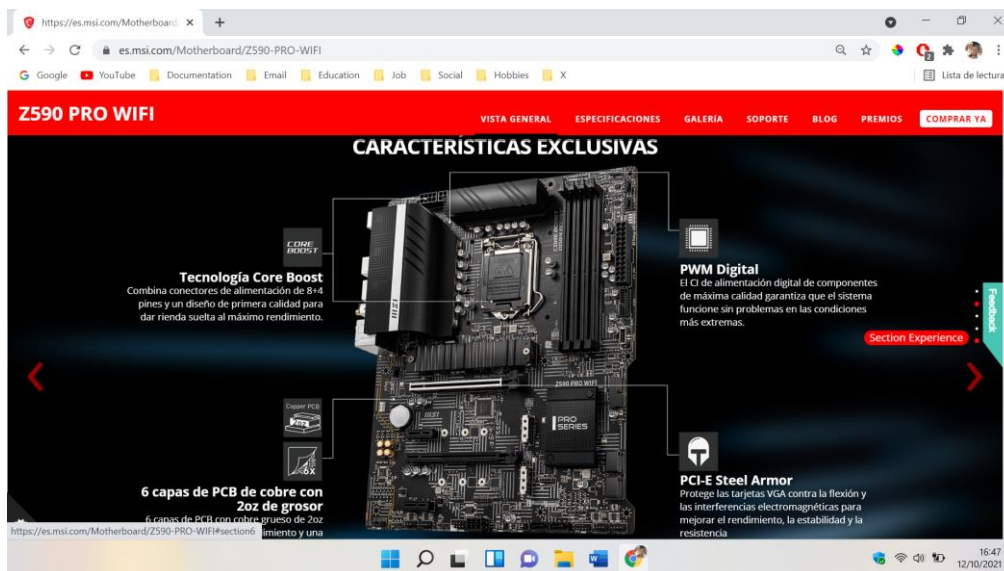 https://es.msi.com/Motherboard
es.msi.com/Motherboard/Z590-PRO-WIFI
Google YouTube Documentation Email Education Job Social Hobbies X Lista de lectura
Z590 PRO WIFI
VISTA GENERAL ESPECIFICACIONES GALERÍA SOPORTE BLOG PREMIOS COMPRAR YA
CARACTERÍSTICAS EXCLUSIVAS
CORE
BOOST
Tecnología Core Boost
Combina conectores de alimentación de 8+4
pines y un diseño de primera calidad para
dar rienda suelta al máximo rendimiento.
PWM Digital
El CI de alimentación digital de componentes
de máxima calidad garantiza que el sistema
funcione sin problemas en las condiciones
más extremas.
Feedback
Section Experience
msi
Z590 PRO WIFI
msi
PRO
SERIES
Copper PCB
2oz
6X
6 capas de PCB de cobre con
2oz de grosor
6 capas de PCB con cobre grueso de 2oz
imiento y una
PCI-E Steel Armor
Protege las tarjetas VGA contra la flexión y
las interferencias electromagnéticas para
mejorar el rendimiento, la estabilidad y la
resistencia
https://es.msi.com/Motherboard/Z590-PRO-WIFI#section6
16:47
12/10/2021